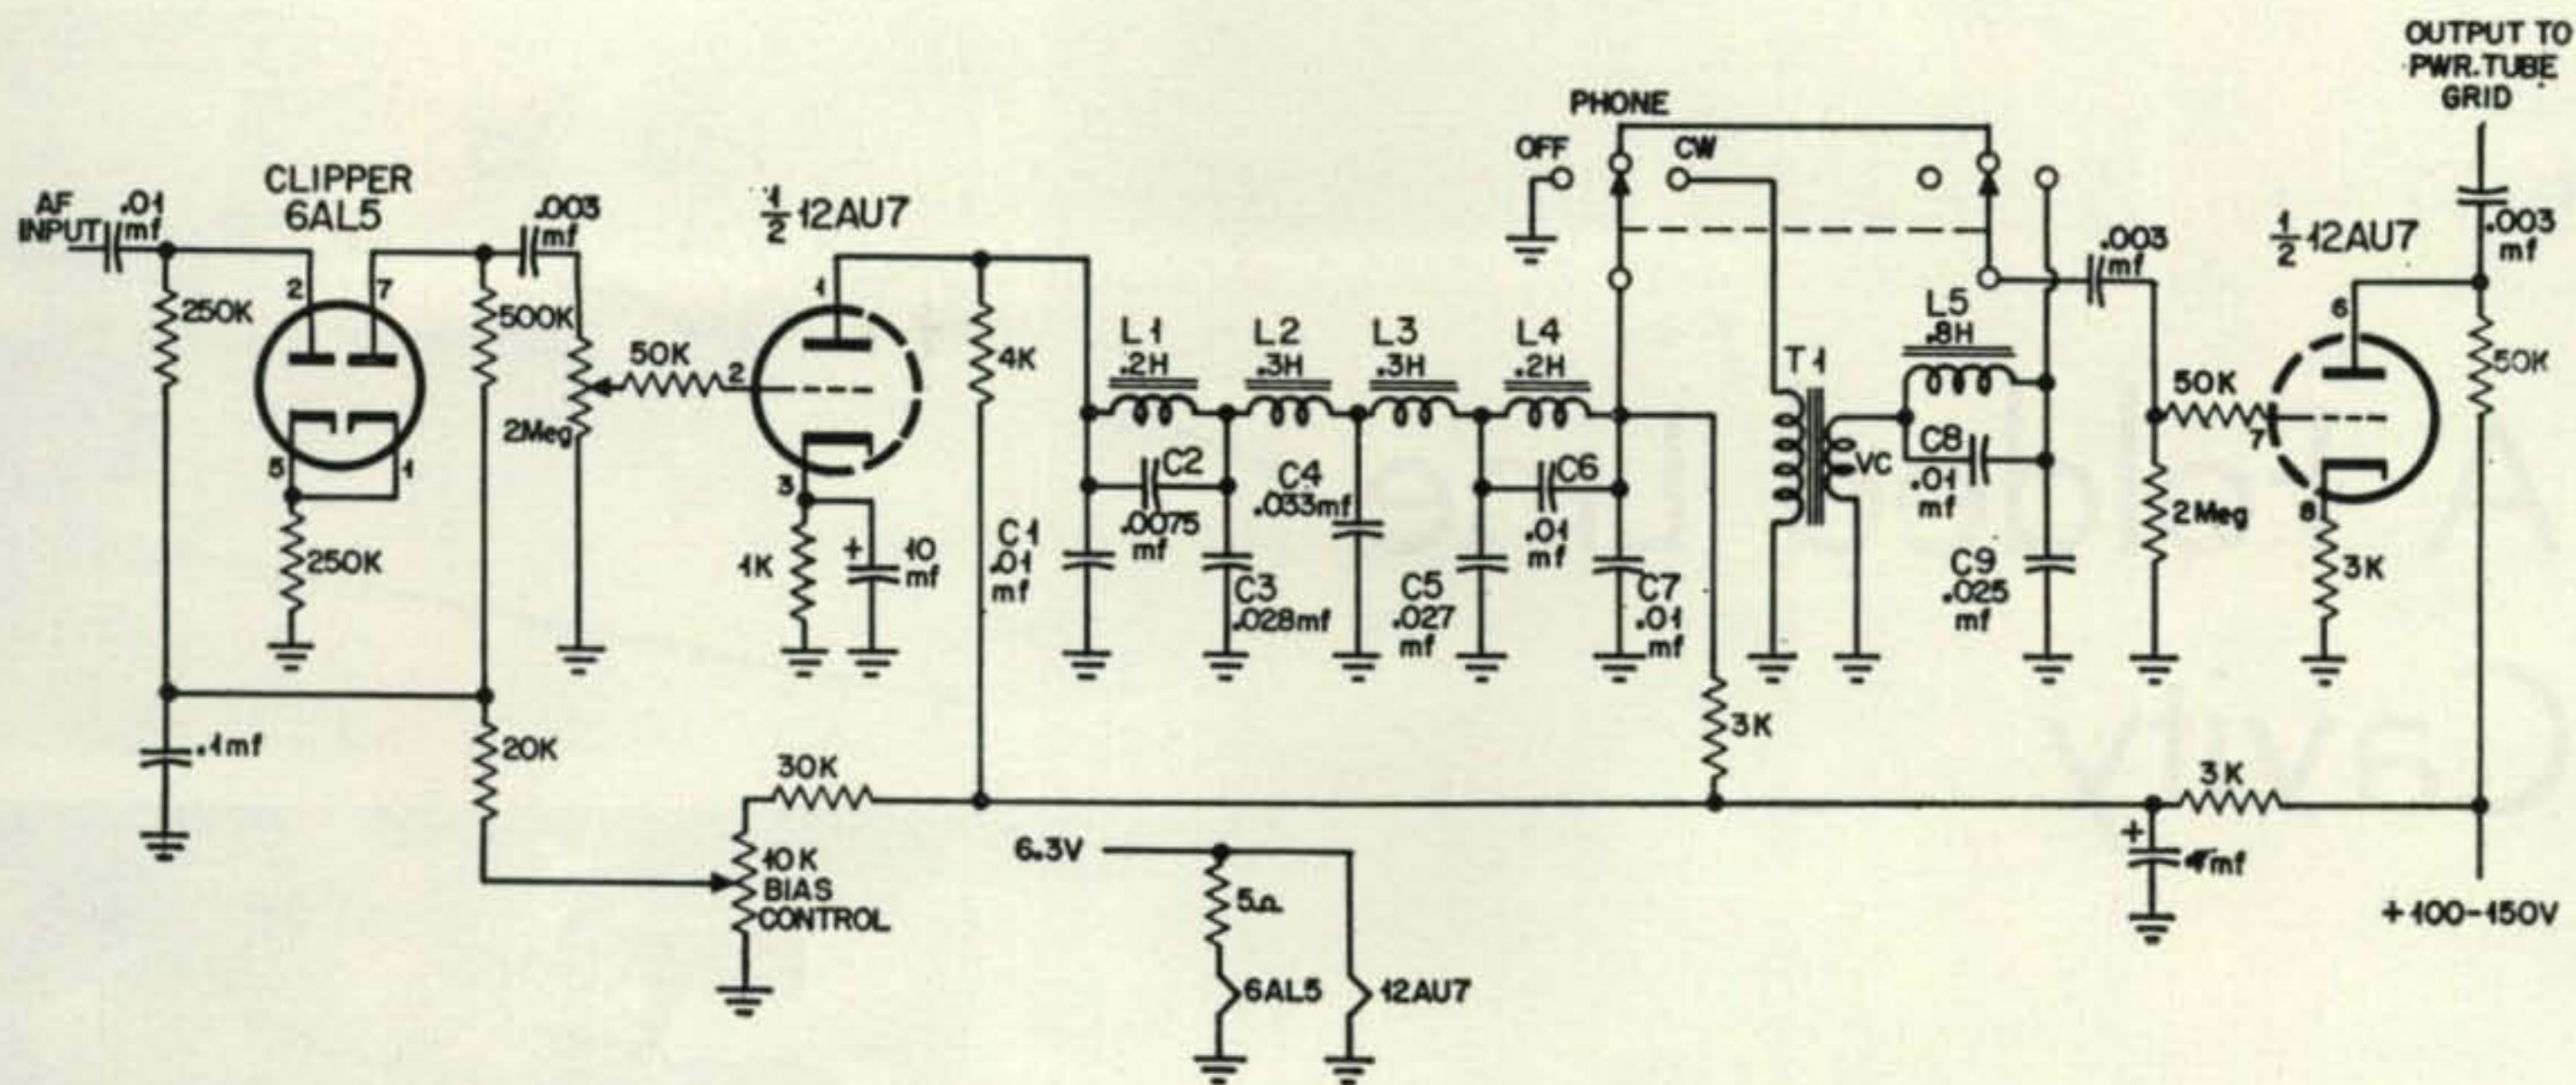 OUTPUT TO
PWR. TUBE
GRID
PHONE
OFF
CW
AF
INPUT
.01
mf
CLIPPER
6AL5
.003
mf
1/2 12AU7
.003
mf
1/2 12AU7
.003
mf
2
7
250K
500K
50K
2
2Meg
5
1
250K
1
4K
3
1K
+
10
mf
L1
.2H
L2
.3H
L3
.3H
L4
.2H
C1
.01
mf
C2
.0075
mf
C3
.028mf
C4
.033mf
C5
.027
mf
C6
.01
mf
C7
.01
mf
T1
VC
L5
.8H
C8
.01
mf
C9
.025
mf
50K
7
2Meg
6
8
3K
50K
.1mf
20K
30K
10K
BIAS
CONTROL
3K
3K
+
+100-150V
6.3V
5Ω
6AL5
12AU7